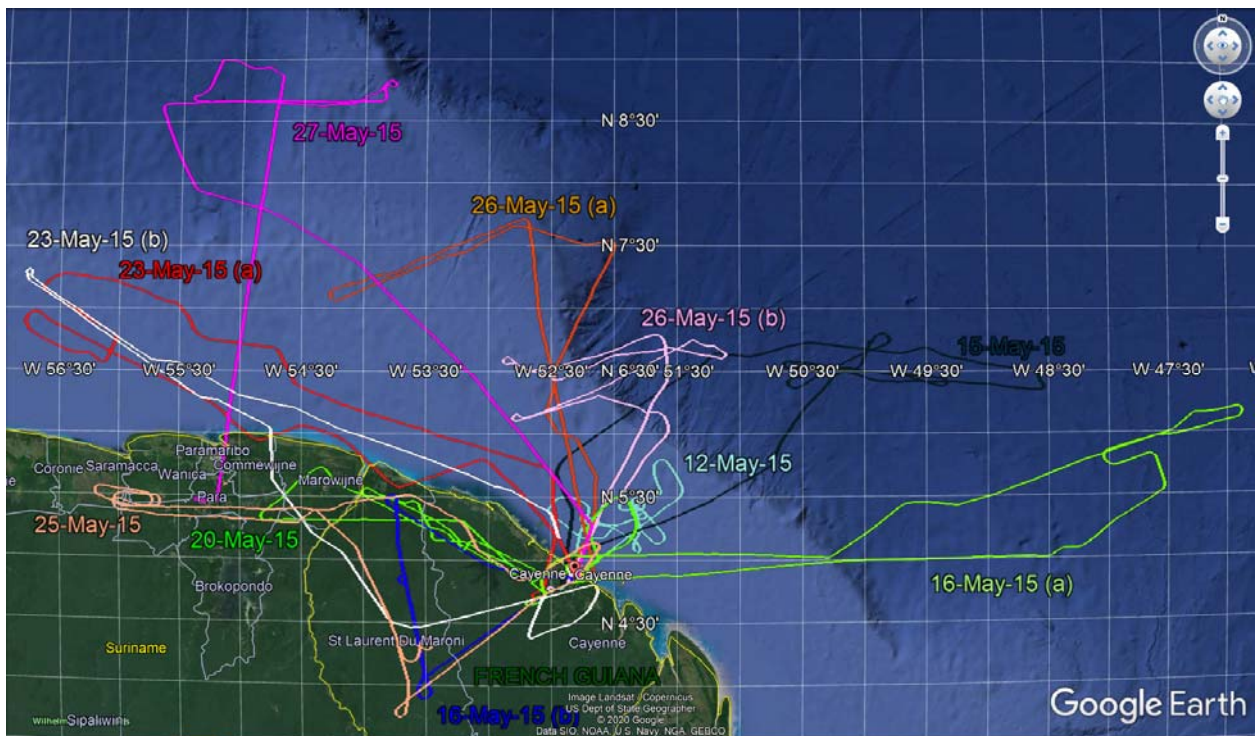 N
N 8°30'
27-May-15
26-May-15 (a)
23-May-15 (b)
N 7°30'
23-May-15 (a)
26-May-15 (b)
15-May-15
W 56°30' W 55°30' W 54°30' W 53°30' W 52°30' N 6°30' W 51°30' W 50°30' W 49°30' W 48°30' W 47°30'
Paramaribo
12-May-15
Coronie Saramacca Wanica Commewijne
Marowijne
Para
N 5°30'
25-May-15
20-May-15
Cayenne Cayenne
Brokopondo
16-May-15 (a)
N 4°30'
St Laurent Du Maroni
Cayenne
Suriname
FRENCH GUIANA
Image Landsat / Copernicus
US Dept of State Geographer
© 2020 Google
Data SIO, NOAA, U.S. Navy, NGA, GEBCO
16-May-15 (b)
Sipaliwini
Google Earth